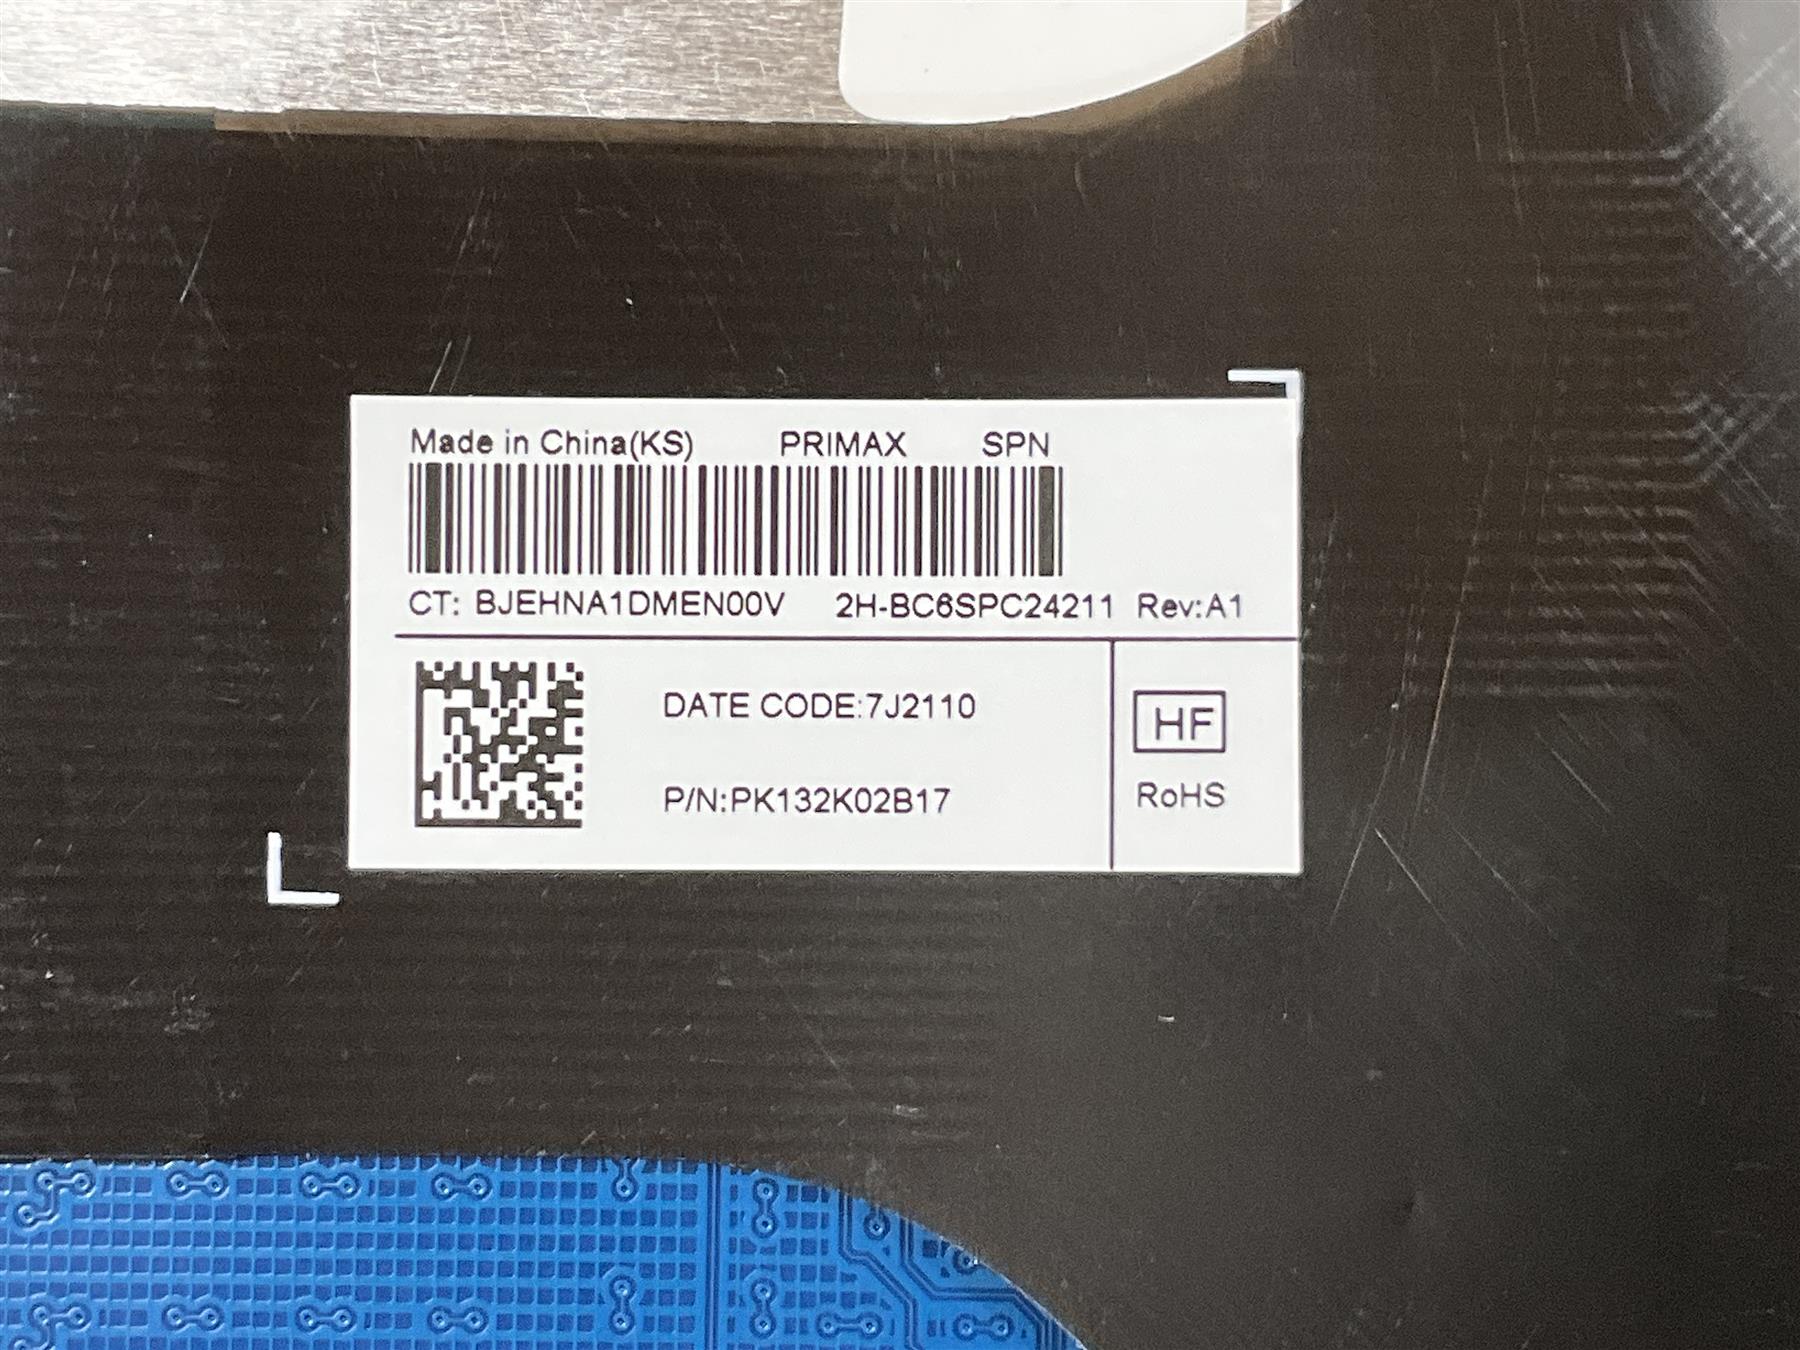 Made in China(KS) PRIMAX SPN
CT: BJEHNA1DMEN00V 2H-BC6SPC24211 Rev:A1
DATE CODE:7J2110
HF
P/N:PK132K02B17
RoHS